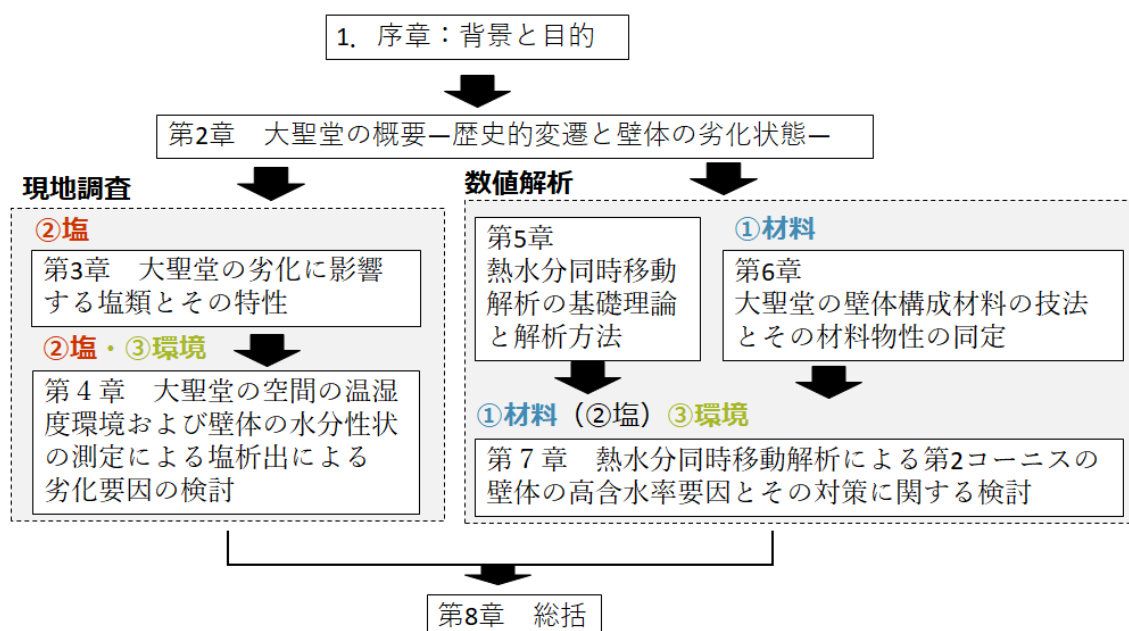 1. 序章：背景と目的
第2章　大聖堂の概要―歴史的変遷と壁体の劣化状態―
現地調査
②塩
第3章　大聖堂の劣化に影響
する塩類とその特性
②塩・③環境
第４章　大聖堂の空間の温湿
度環境および壁体の水分性状
の測定による塩析出による
劣化要因の検討
数値解析
第5章
熱水分同時移動
解析の基礎理論
と解析方法
①材料
第6章
大聖堂の壁体構成材料の技法
とその材料物性の同定
①材料（②塩）③環境
第７章　熱水分同時移動解析による第2コーニスの
壁体の高含水率要因とその対策に関する検討
第8章　総括